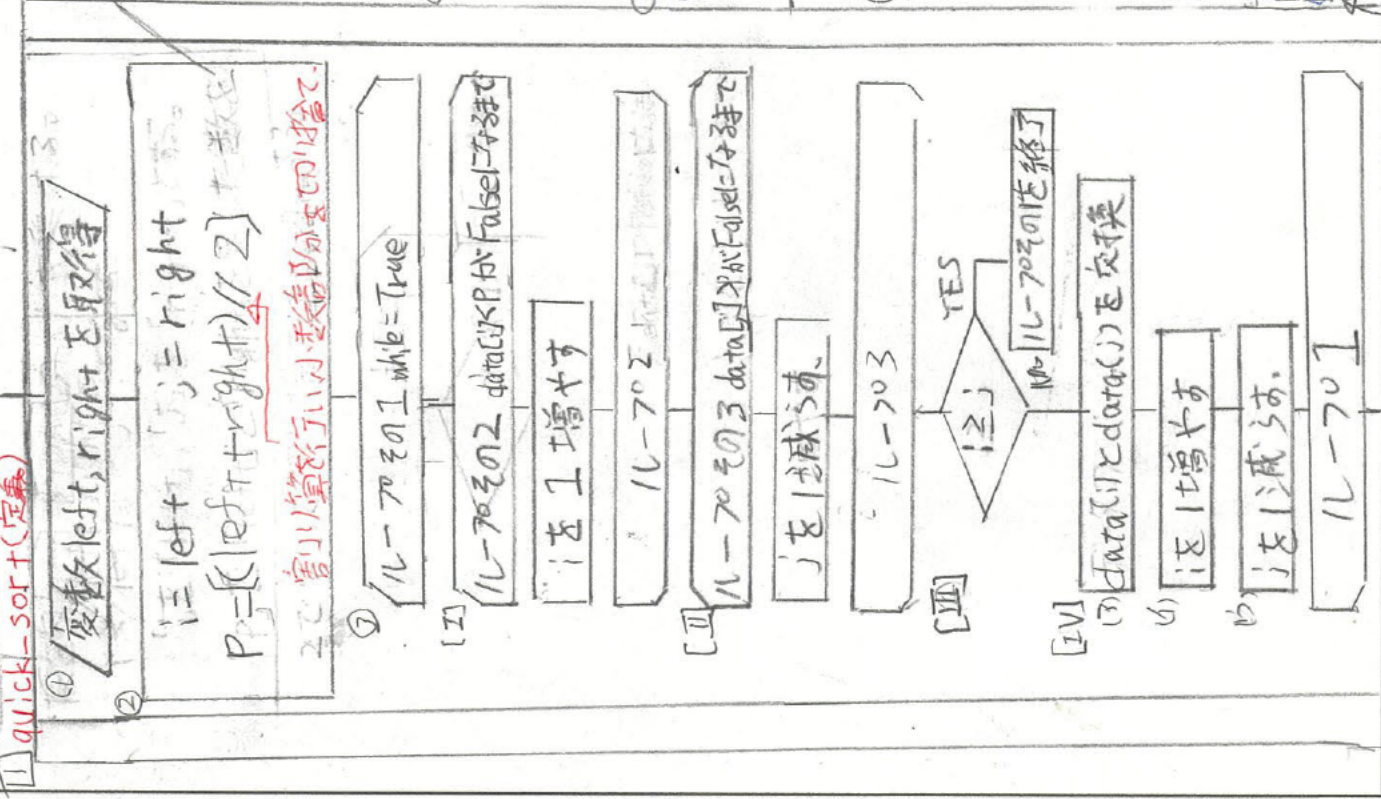 1 quick_sort(定義)
① 変数left, rightを取得
②
i = left j = right
P = [(left+right)//2]
割り算を行い小数部分を切り捨て
③ ループその1 while=True
[I] ループその2 data[i]<PがFalseになるまで
iを1増やす
ループ2
[II] ループその3 data[j]>PがFalseになるまで
jを1減らす、
ループ3
[III] i≧j YES
No ループその1を終了
[IV]
(3) data(i)とdata(j)を交換
(4) iを1増やす
(5) jを1減らす。
ループ1